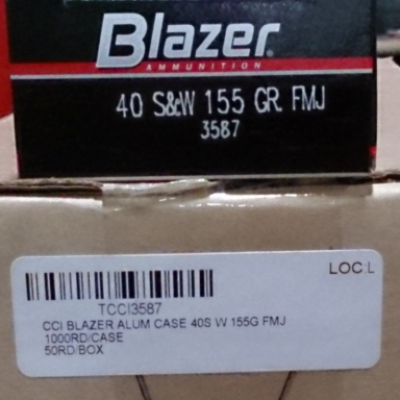 Blazer
AMMUNITION
40 S&W 155 GR. FMJ
3587
LOC:L
TCCI3587
CCI BLAZER ALUM CASE 40S W 155G FMJ
1000RD/CASE
50RD/BOX